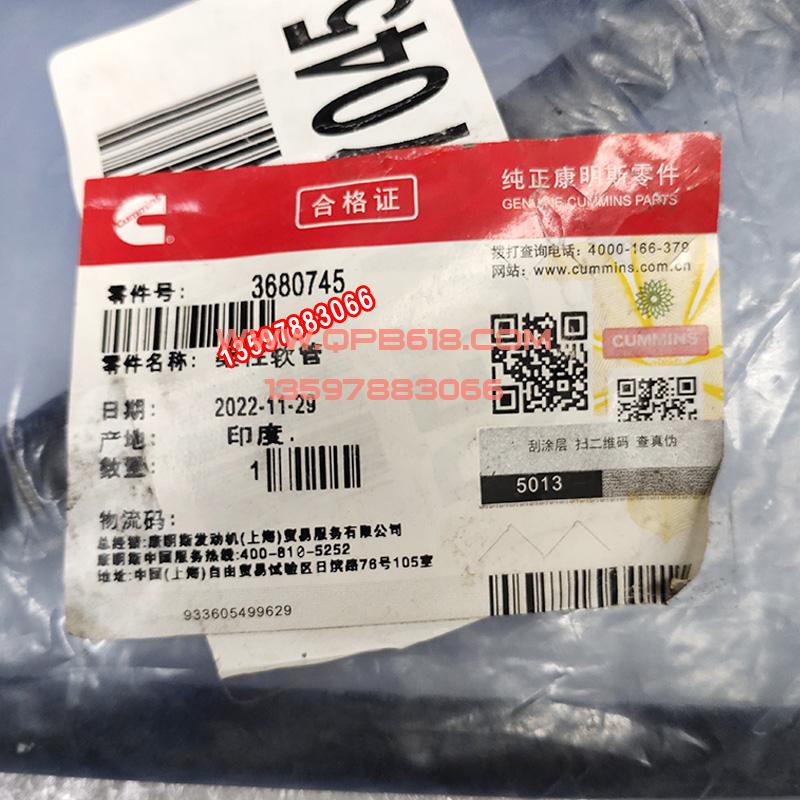 045
Cummins
合格证
纯正康明斯零件
GENUINE CUMMINS PARTS
拨打查询电话：4000-166-379
网站：www.cummins.com.cn
零件号： 3680745
13597883066
WWW.QPB618.COM
零件名称： 软管
13597883066
CUMMINS
日期： 2022-11-29
产地： 印度.
数量： 1
刮涂层 扫二维码 查真伪
5013
物流码：
总经销:康明斯发动机(上海)贸易服务有限公司
康明斯中国服务热线:400-810-5252
地址:中国(上海)自由贸易试验区日滨路76号105室
933605499629